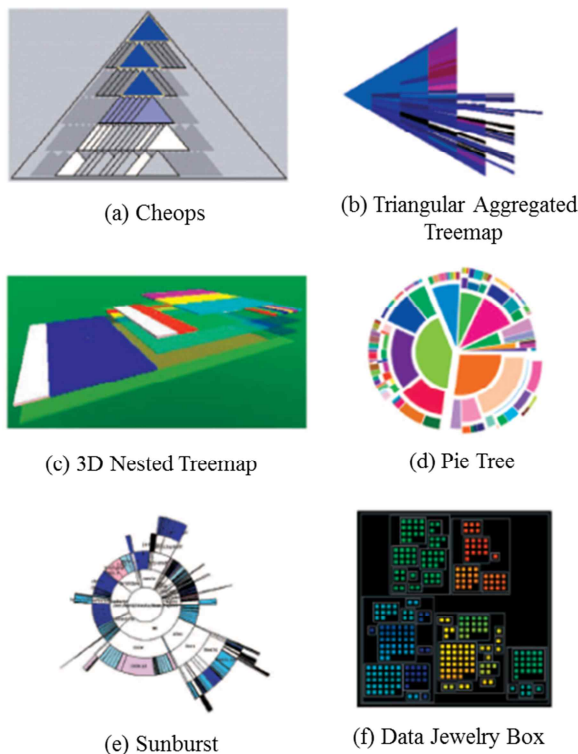 (a) Cheops
(b) Triangular Aggregated
Treemap
(c) 3D Nested Treemap
(d) Pie Tree
(e) Sunburst
(f) Data Jewelry Box